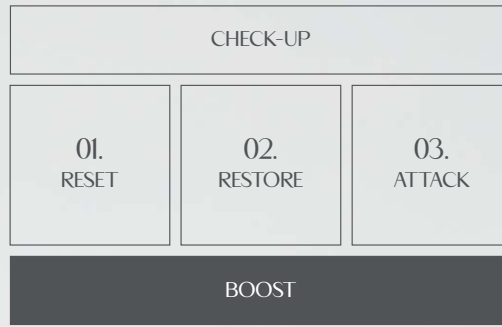 CHECK-UP
01.
RESET
02.
RESTORE
03.
ATTACK
BOOST